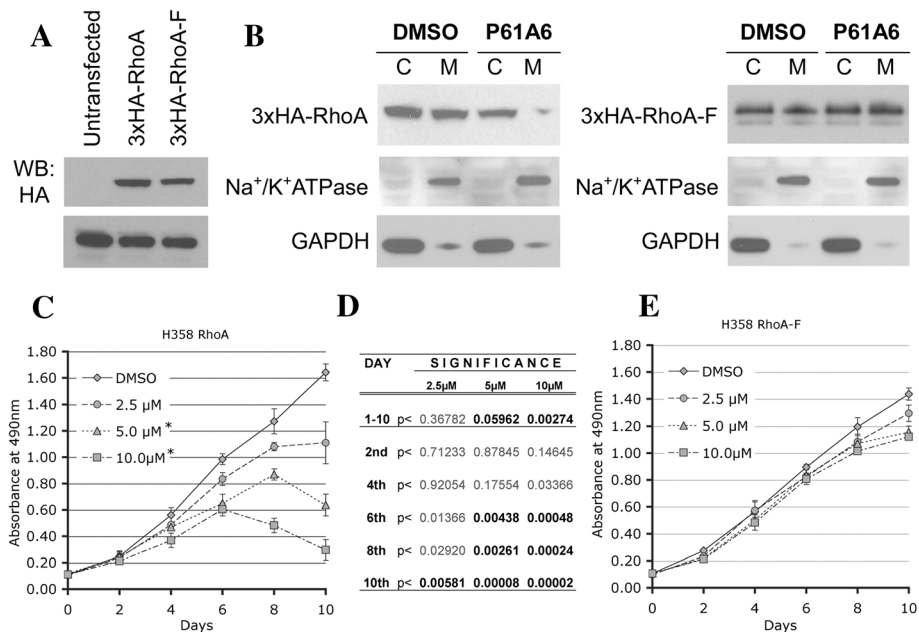 A
Untransfected
3xHA-RhoA
3xHA-RhoA-F
WB:
HA
B
DMSO P61A6
C M C M
3xHA-RhoA
Na+/K+ATPase
GAPDH
DMSO P61A6
C M C M
3xHA-RhoA-F
Na+/K+ATPase
GAPDH
C
H358 RhoA
Absorbance at 490nm
1.80
1.60
1.40
1.20
1.00
0.80
0.60
0.40
0.20
0.00
DMSO
2.5 µM
5.0 µM*
10.0µM*
0 2 4 6 8 10
Days
D
DAY SIGNIFICANCE
2.5µM 5µM 10µM
1-10 p< 0.36782 0.05962 0.00274
2nd p< 0.71233 0.87845 0.14645
4th p< 0.92054 0.17554 0.03366
6th p< 0.01366 0.00438 0.00048
8th p< 0.02920 0.00261 0.00024
10th p< 0.00581 0.00008 0.00002
E
H358 RhoA-F
Absorbance at 490nm
1.80
1.60
1.40
1.20
1.00
0.80
0.60
0.40
0.20
0.00
DMSO
2.5 µM
5.0 µM
10.0µM
0 2 4 6 8 10
Days